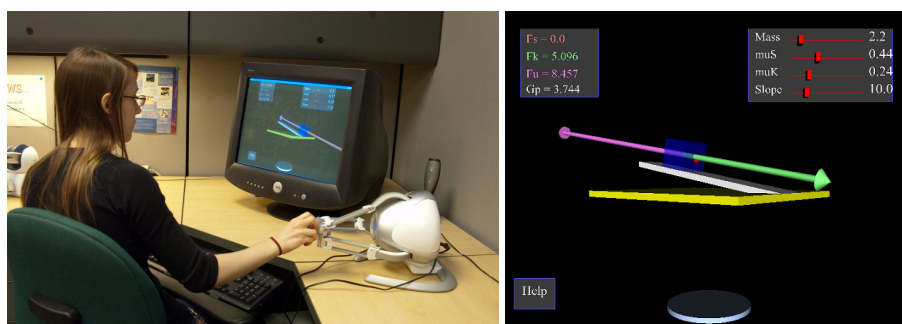 WS
Fs = 0.0
Fk = 5.096
Fu = 8.457
Gp = 3.744
Mass 2.2
muS 0.44
muK 0.24
Slope 10.0
Help